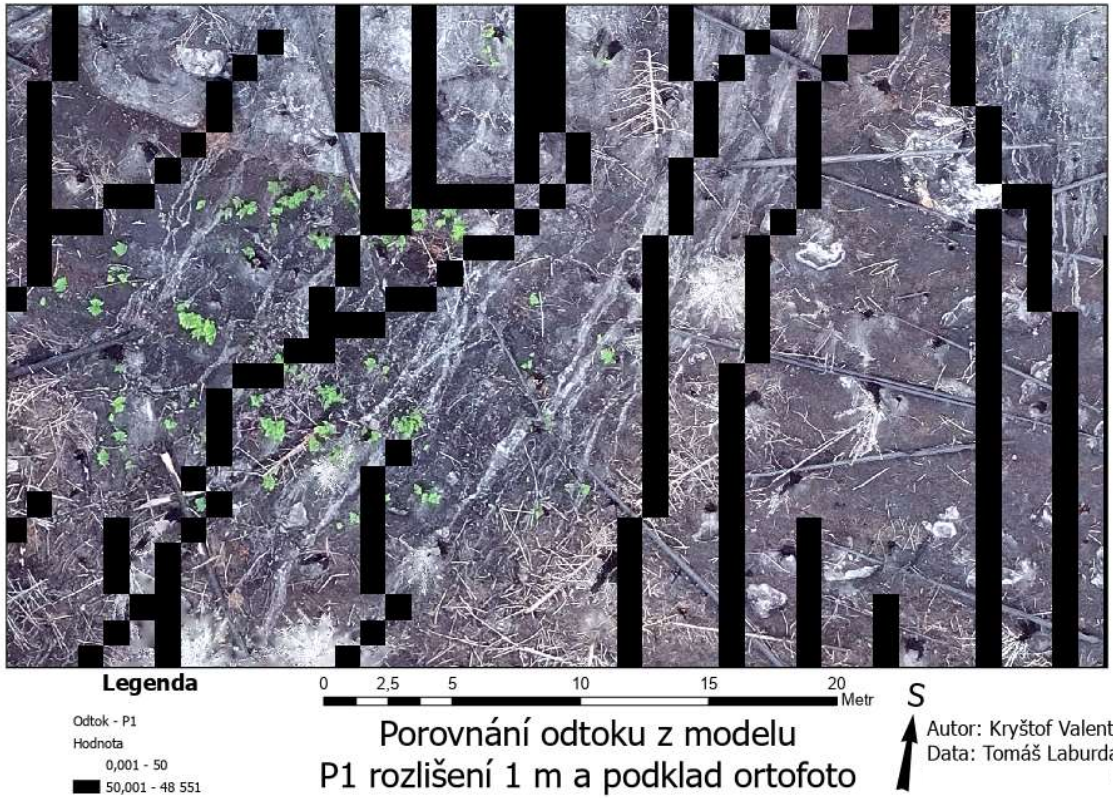 Legenda
Odtok - P1
Hodnota
0,001 - 50
50,001 - 48 551
0 2,5 5 10 15 20
Metr
Porovnání odtoku z modelu
P1 rozlišení 1 m a podklad ortofoto
S
Autor: Kryštof Valent
Data: Tomáš Laburda